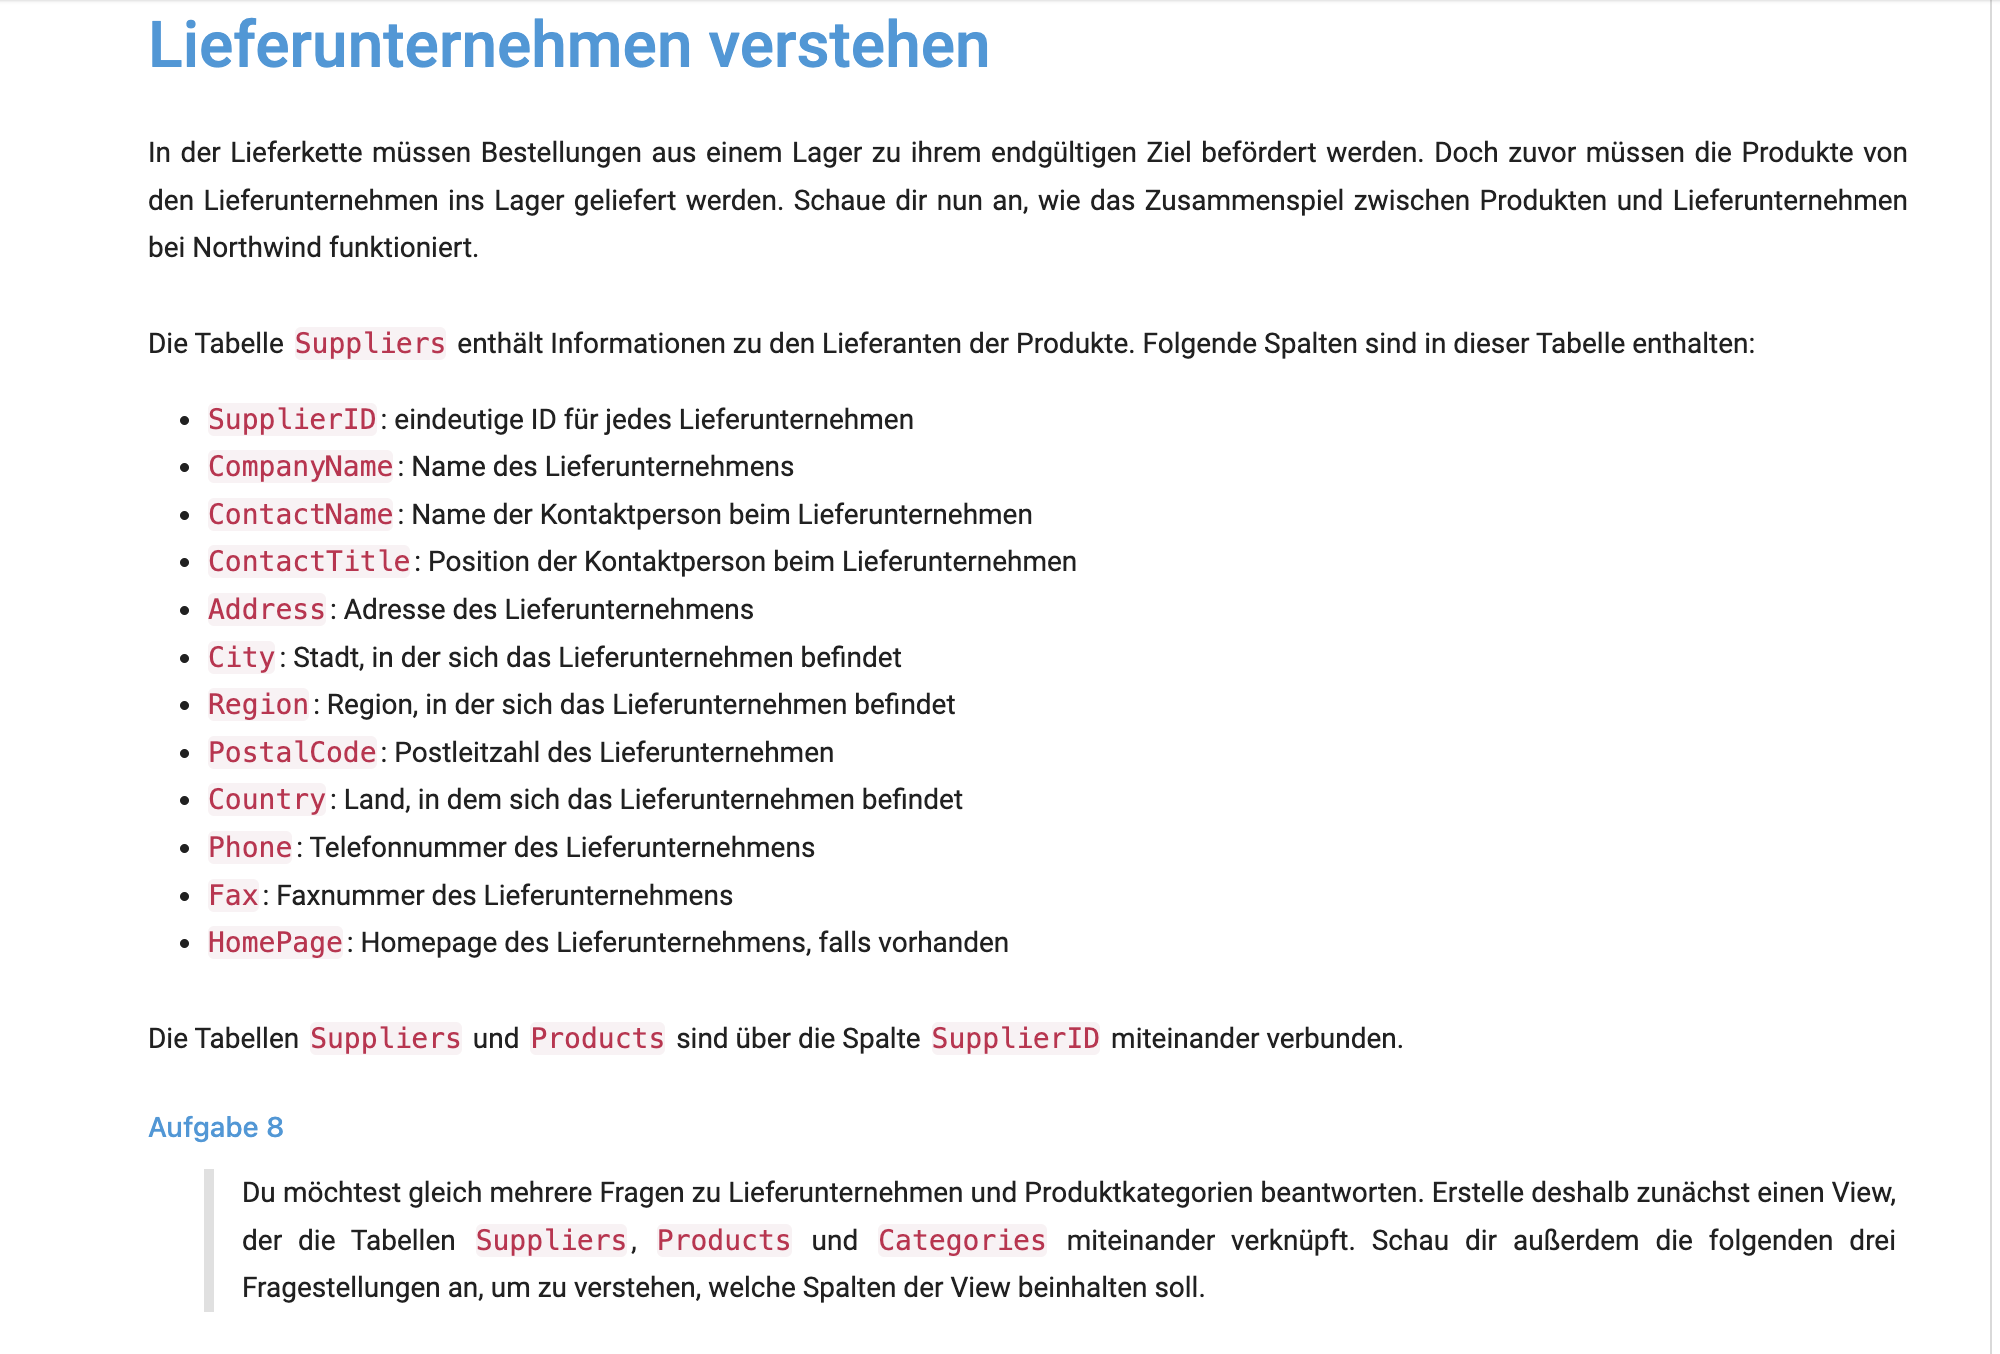 Lieferunternehmen verstehen
In der Lieferkette müssen Bestellungen aus einem Lager zu ihrem endgültigen Ziel befördert werden. Doch zuvor müssen die Produkte von
den Lieferunternehmen ins Lager geliefert werden. Schaue dir nun an, wie das Zusammenspiel zwischen Produkten und Lieferunternehmen
bei Northwind funktioniert.
Die Tabelle Suppliers enthält Informationen zu den Lieferanten der Produkte. Folgende Spalten sind in dieser Tabelle enthalten:
• SupplierID: eindeutige ID für jedes Lieferunternehmen
• CompanyName: Name des Lieferunternehmens
• ContactName: Name der Kontaktperson beim Lieferunternehmen
• ContactTitle: Position der Kontaktperson beim Lieferunternehmen
• Address: Adresse des Lieferunternehmens
• City: Stadt, in der sich das Lieferunternehmen befindet
• Region: Region, in der sich das Lieferunternehmen befindet
• PostalCode: Postleitzahl des Lieferunternehmen
• Country: Land, in dem sich das Lieferunternehmen befindet
• Phone: Telefonnummer des Lieferunternehmens
• Fax: Faxnummer des Lieferunternehmens
• HomePage: Homepage des Lieferunternehmens, falls vorhanden
Die Tabellen Suppliers und Products sind über die Spalte SupplierID miteinander verbunden.
Aufgabe 8
Du möchtest gleich mehrere Fragen zu Lieferunternehmen und Produktkategorien beantworten. Erstelle deshalb zunächst einen View,
der die Tabellen Suppliers, Products und Categories miteinander verknüpft. Schau dir außerdem die folgenden drei
Fragestellungen an, um zu verstehen, welche Spalten der View beinhalten soll.